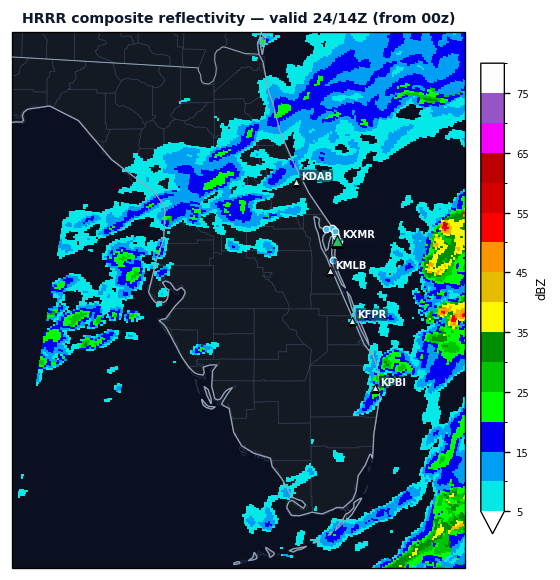 HRRR composite reflectivity — valid 24/14Z (from 00z)
KDAB
KXMR
KMLB
KFPR
KPBI
75
65
55
45
35
25
15
5
dBZ